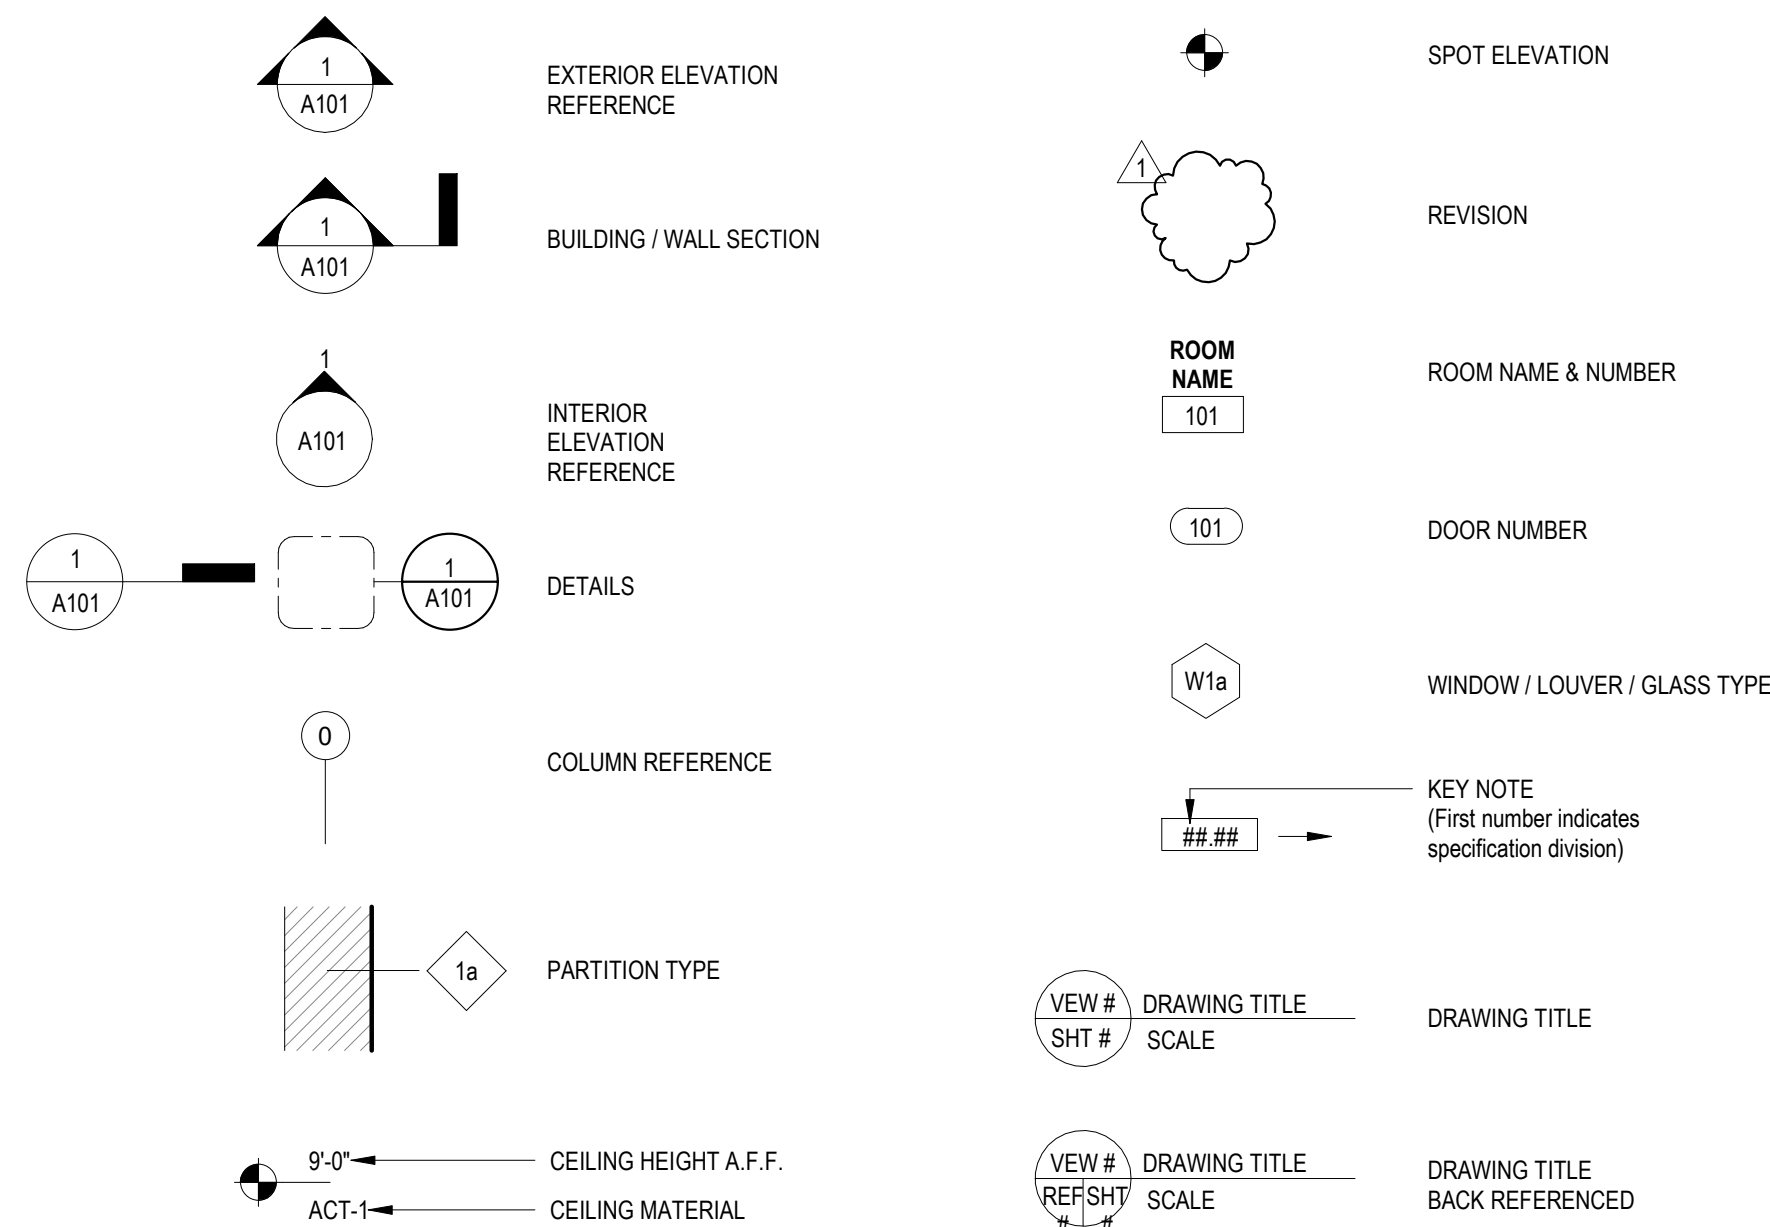 1
A101
EXTERIOR ELEVATION
REFERENCE
1
A101
BUILDING / WALL SECTION
1
A101
INTERIOR
ELEVATION
REFERENCE
1
A101
1
A101
DETAILS
0
COLUMN REFERENCE
1a
PARTITION TYPE
9'-0"
CEILING HEIGHT A.F.F.
ACT-1
CEILING MATERIAL
SPOT ELEVATION
1
REVISION
ROOM
NAME
101
ROOM NAME & NUMBER
101
DOOR NUMBER
W1a
WINDOW / LOUVER / GLASS TYPE
KEY NOTE
(First number indicates
specification division)
##.##
VEW #
DRAWING TITLE
SHT #
SCALE
DRAWING TITLE
VEW #
DRAWING TITLE
REF SHT
# #
SCALE
DRAWING TITLE
BACK REFERENCED